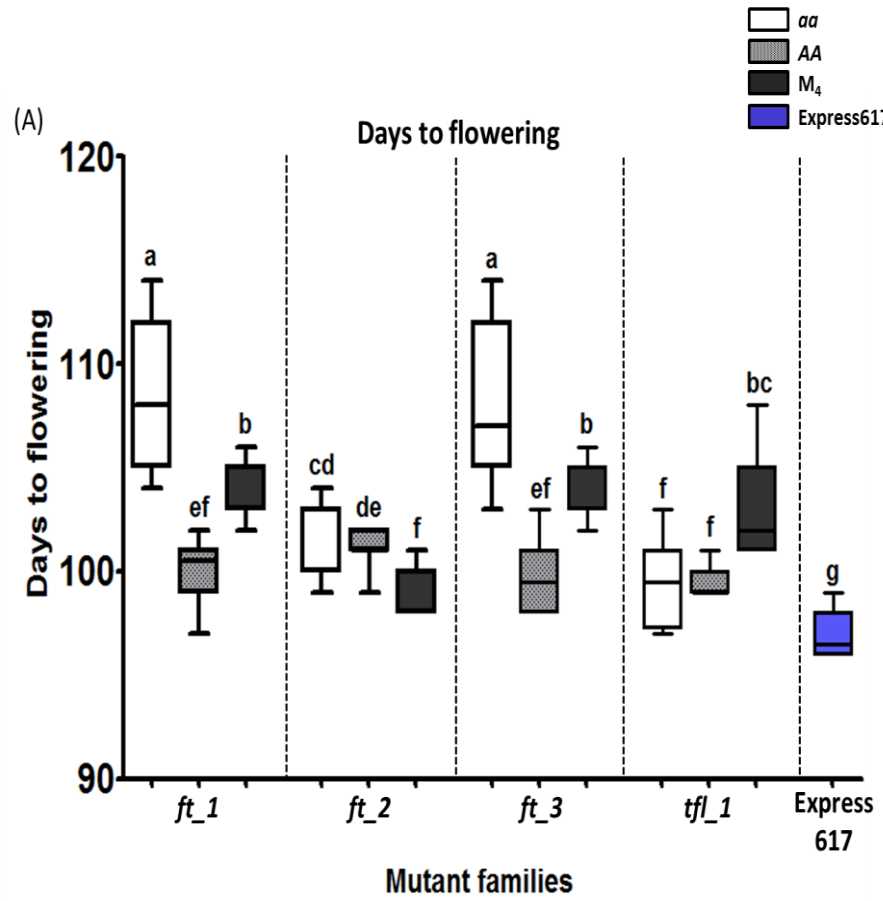 aa
AA
M₄
Express617
(A)
Days to flowering
120
110
100
90
Days to flowering
a
ef
b
cd
de
f
a
ef
b
f
f
bc
g
ft_1
ft_2
ft_3
tfl_1
Express
617
Mutant families